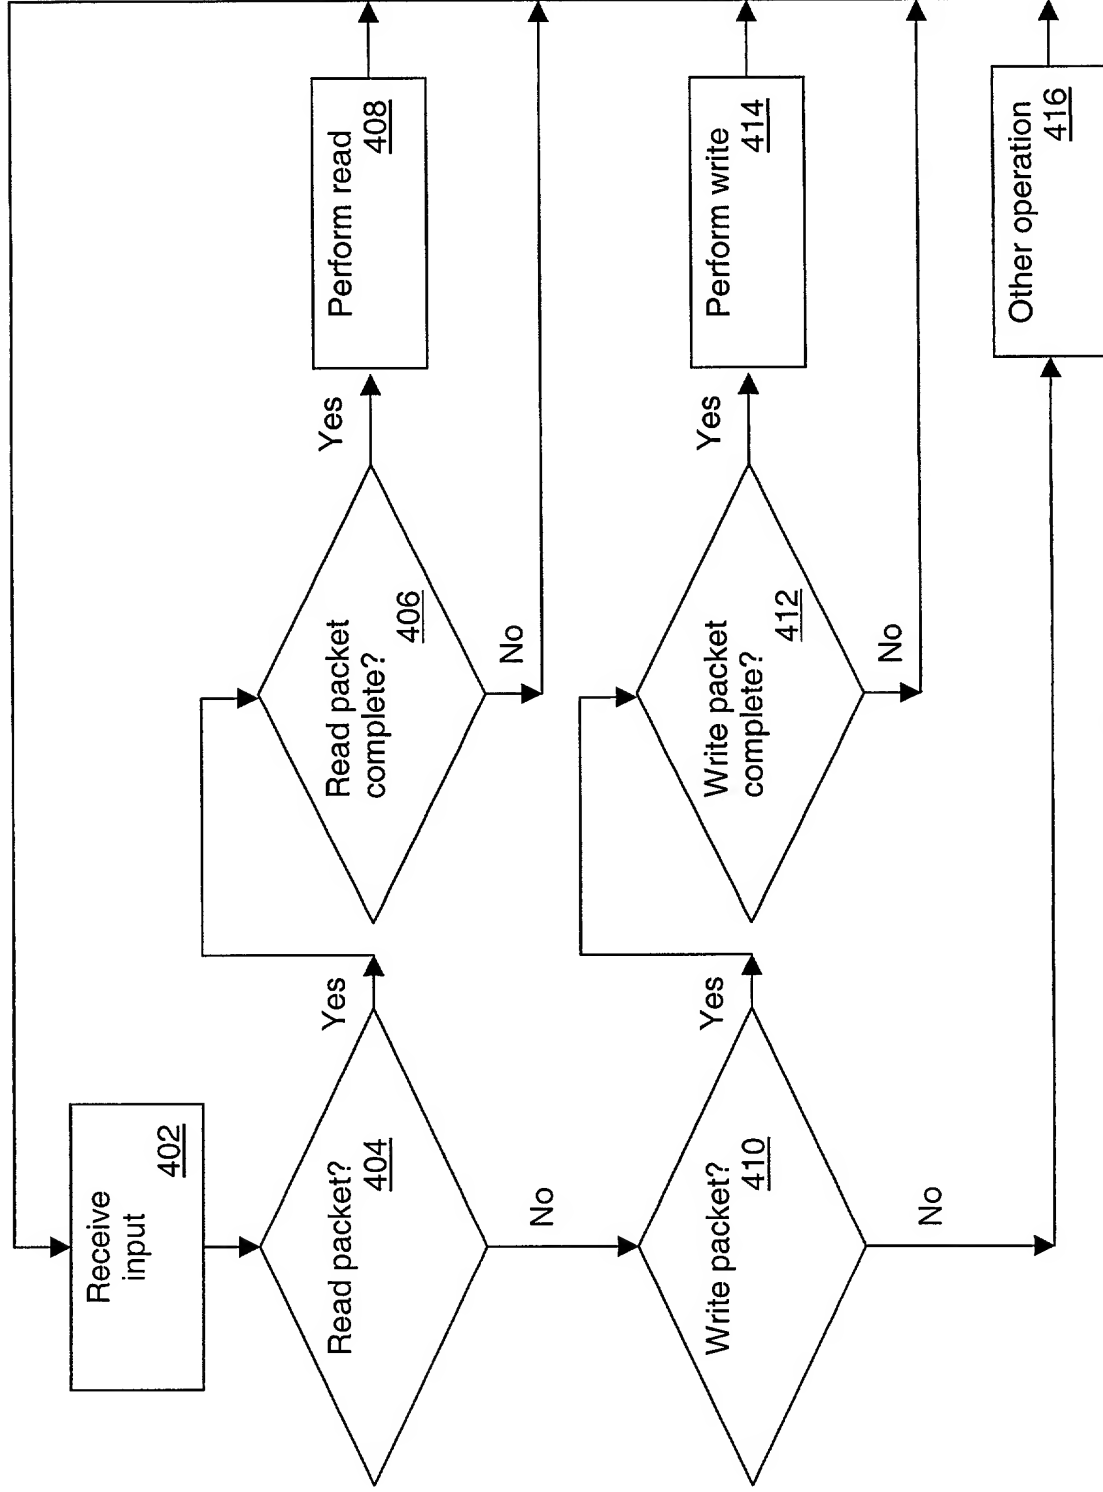 Receive
input
402
Read packet?
404
Yes
No
Read packet
complete?
406
Yes
No
Perform read
408
Write packet?
410
Yes
No
Write packet
complete?
412
Yes
No
Perform write
414
Other operation
416